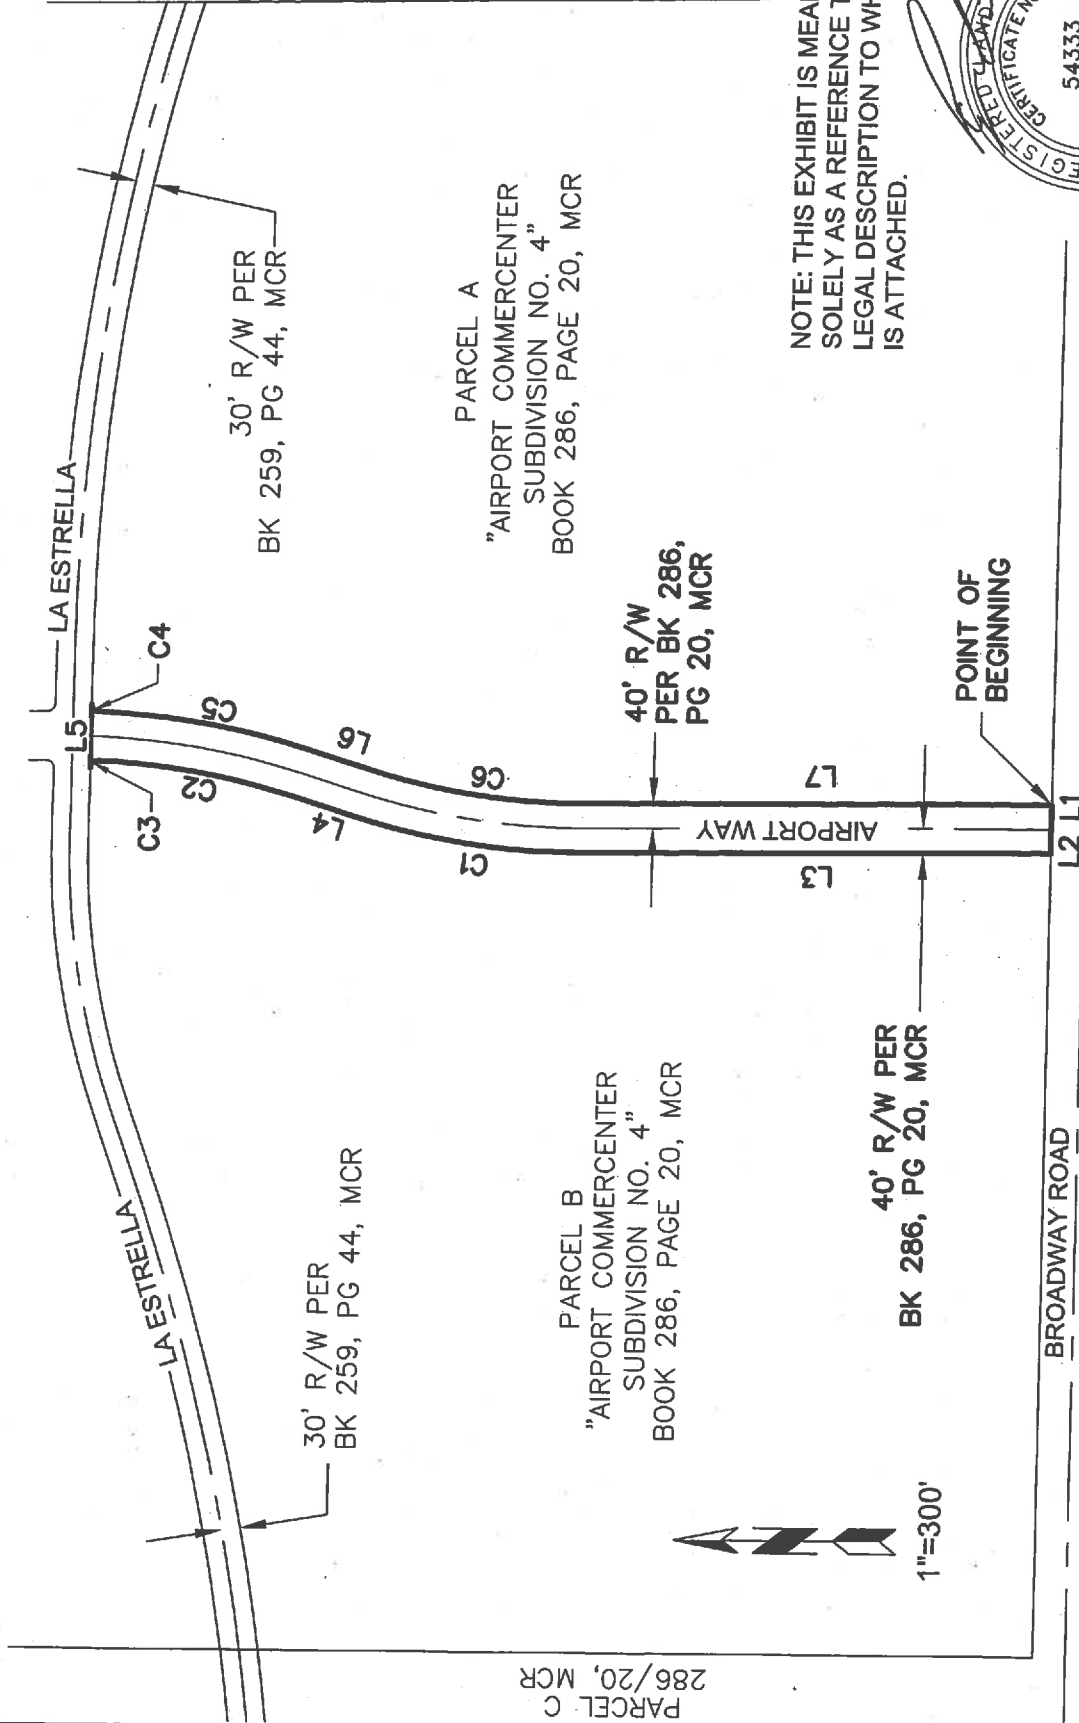 LA ESTRELLA
LA ESTRELLA
30' R/W PER
BK 259, PG 44, MCR
30' R/W PER
BK 259, PG 44, MCR
L5
C3
C4
C2
C5
L4
L6
C1
C6
L3
L7
AIRPORT WAY
PARCEL A
"AIRPORT COMMERCENTER
SUBDIVISION NO. 4"
BOOK 286, PAGE 20, MCR
PARCEL B
"AIRPORT COMMERCENTER
SUBDIVISION NO. 4"
BOOK 286, PAGE 20, MCR
40' R/W
PER BK 286,
PG 20, MCR
40' R/W PER
BK 286, PG 20, MCR
POINT OF
BEGINNING
L2
L1
BROADWAY ROAD
1"=300'
PARCEL C
286/20, MCR
NOTE: THIS EXHIBIT IS MEA
SOLELY AS A REFERENCE T
LEGAL DESCRIPTION TO WH
IS ATTACHED.
EGISTERED LAND
CERTIFICATE N
54333